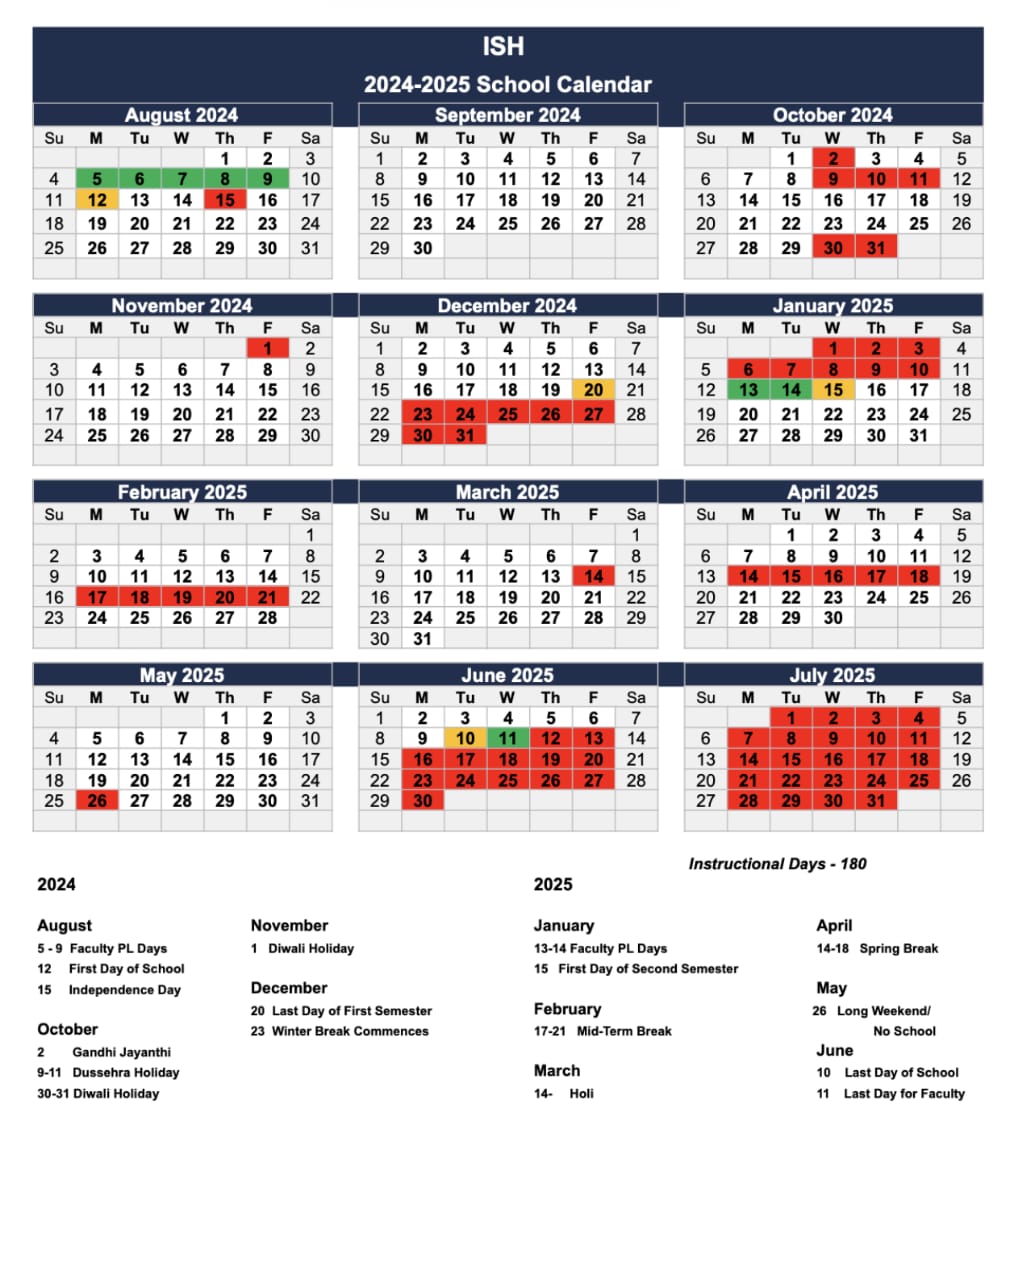 ISH
2024-2025 School Calendar
August 2024
Su M Tu W Th F Sa
1 2 3
4 5 6 7 8 9 10
11 12 13 14 15 16 17
18 19 20 21 22 23 24
25 26 27 28 29 30 31
September 2024
Su M Tu W Th F Sa
1 2 3 4 5 6 7
8 9 10 11 12 13 14
15 16 17 18 19 20 21
22 23 24 25 26 27 28
29 30
October 2024
Su M Tu W Th F Sa
1 2 3 4 5
6 7 8 9 10 11 12
13 14 15 16 17 18 19
20 21 22 23 24 25 26
27 28 29 30 31
November 2024
Su M Tu W Th F Sa
1 2
3 4 5 6 7 8 9
10 11 12 13 14 15 16
17 18 19 20 21 22 23
24 25 26 27 28 29 30
December 2024
Su M Tu W Th F Sa
1 2 3 4 5 6 7
8 9 10 11 12 13 14
15 16 17 18 19 20 21
22 23 24 25 26 27 28
29 30 31
January 2025
Su M Tu W Th F Sa
1 2 3 4
5 6 7 8 9 10 11
12 13 14 15 16 17 18
19 20 21 22 23 24 25
26 27 28 29 30 31
February 2025
Su M Tu W Th F Sa
1
2 3 4 5 6 7 8
9 10 11 12 13 14 15
16 17 18 19 20 21 22
23 24 25 26 27 28
March 2025
Su M Tu W Th F Sa
1
2 3 4 5 6 7 8
9 10 11 12 13 14 15
16 17 18 19 20 21 22
23 24 25 26 27 28 29
30 31
April 2025
Su M Tu W Th F Sa
1 2 3 4 5
6 7 8 9 10 11 12
13 14 15 16 17 18 19
20 21 22 23 24 25 26
27 28 29 30
May 2025
Su M Tu W Th F Sa
1 2 3
4 5 6 7 8 9 10
11 12 13 14 15 16 17
18 19 20 21 22 23 24
25 26 27 28 29 30 31
June 2025
Su M Tu W Th F Sa
1 2 3 4 5 6 7
8 9 10 11 12 13 14
15 16 17 18 19 20 21
22 23 24 25 26 27 28
29 30
July 2025
Su M Tu W Th F Sa
1 2 3 4 5
6 7 8 9 10 11 12
13 14 15 16 17 18 19
20 21 22 23 24 25 26
27 28 29 30 31
Instructional Days - 180
2024
August
5 - 9 Faculty PL Days
12 First Day of School
15 Independence Day
October
2 Gandhi Jayanthi
9-11 Dussehra Holiday
30-31 Diwali Holiday
November
1 Diwali Holiday
December
20 Last Day of First Semester
23 Winter Break Commences
2025
January
13-14 Faculty PL Days
15 First Day of Second Semester
February
17-21 Mid-Term Break
March
14- Holi
April
14-18 Spring Break
May
26 Long Weekend/
No School
June
10 Last Day of School
11 Last Day for Faculty